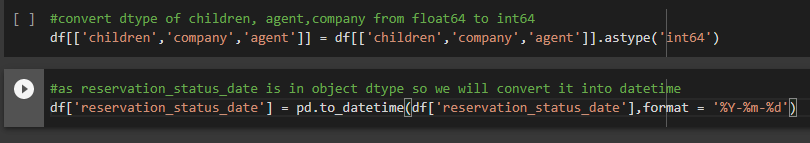 [ ] #convert dtype of children, agent,company from float64 to int64
df[['children','company','agent']] = df[['children','company','agent']].astype('int64')
#as reservation_status_date is in object dtype so we will convert it into datetime
df['reservation_status_date'] = pd.to_datetime(df['reservation_status_date'],format = '%Y-%m-%d')